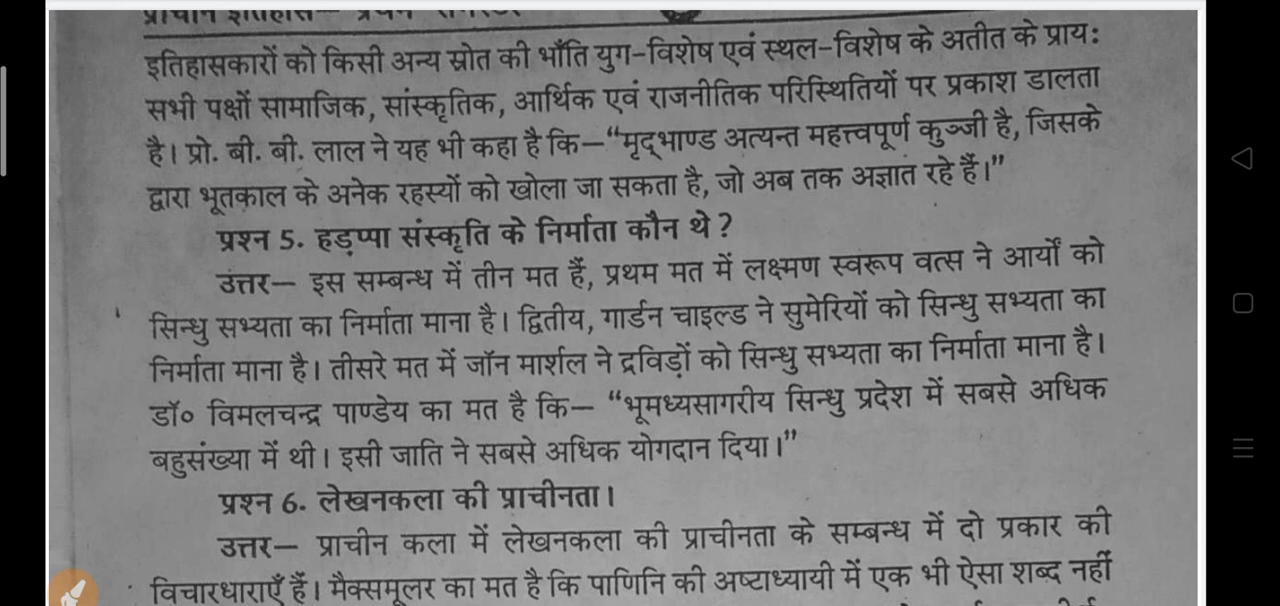 प्राचीन इतिहास— प्रथम सेमेस्टर
इतिहासकारों को किसी अन्य स्रोत की भाँति युग-विशेष एवं स्थल-विशेष के अतीत के प्राय:
सभी पक्षों सामाजिक, सांस्कृतिक, आर्थिक एवं राजनीतिक परिस्थितियों पर प्रकाश डालता
है। प्रो. बी. बी. लाल ने यह भी कहा है कि— “मृद्भाण्ड अत्यन्त महत्त्वपूर्ण कुञ्जी है, जिसके
द्वारा भूतकाल के अनेक रहस्यों को खोला जा सकता है, जो अब तक अज्ञात रहे हैं।”
प्रश्न 5. हड़प्पा संस्कृति के निर्माता कौन थे ?
उत्तर— इस सम्बन्ध में तीन मत हैं, प्रथम मत में लक्ष्मण स्वरूप वत्स ने आर्यों को
सिन्धु सभ्यता का निर्माता माना है। द्वितीय, गार्डन चाइल्ड ने सुमेरियों को सिन्धु सभ्यता का
निर्माता माना है। तीसरे मत में जॉन मार्शल ने द्रविड़ों को सिन्धु सभ्यता का निर्माता माना है।
डॉ० विमलचन्द्र पाण्डेय का मत है कि— “भूमध्यसागरीय सिन्धु प्रदेश में सबसे अधिक
बहुसंख्या में थी। इसी जाति ने सबसे अधिक योगदान दिया।”
प्रश्न 6. लेखनकला की प्राचीनता।
उत्तर— प्राचीन कला में लेखनकला की प्राचीनता के सम्बन्ध में दो प्रकार की
विचारधाराएँ हैं। मैक्समूलर का मत है कि पाणिनि की अष्टाध्यायी में एक भी ऐसा शब्द नहीं